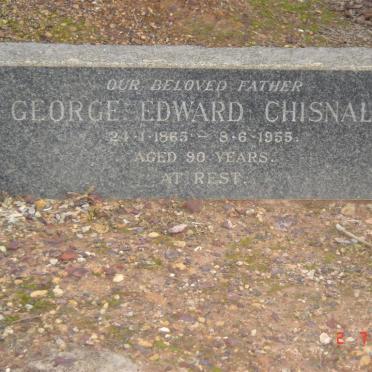 OUR BELOVED FATHER
GEORGE EDWARD CHISNAL
24-1-1865 - 8-6-1955.
AGED 90 YEARS.
AT REST.